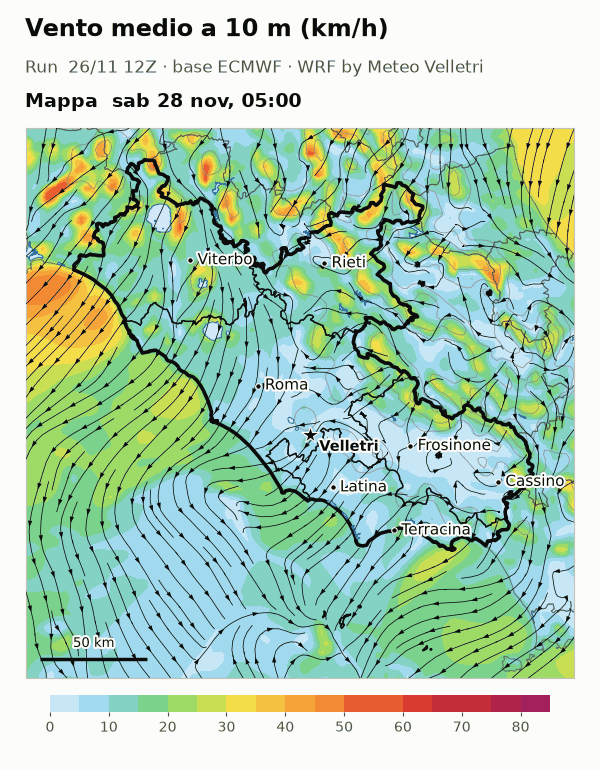 Vento medio a 10 m (km/h)
Run 26/11 12Z · base ECMWF · WRF by Meteo Velletri
Mappa sab 28 nov, 05:00
Viterbo
Rieti
Roma
Velletri
Frosinone
Latina
Cassino
Terracina
50 km
0 10 20 30 40 50 60 70 80